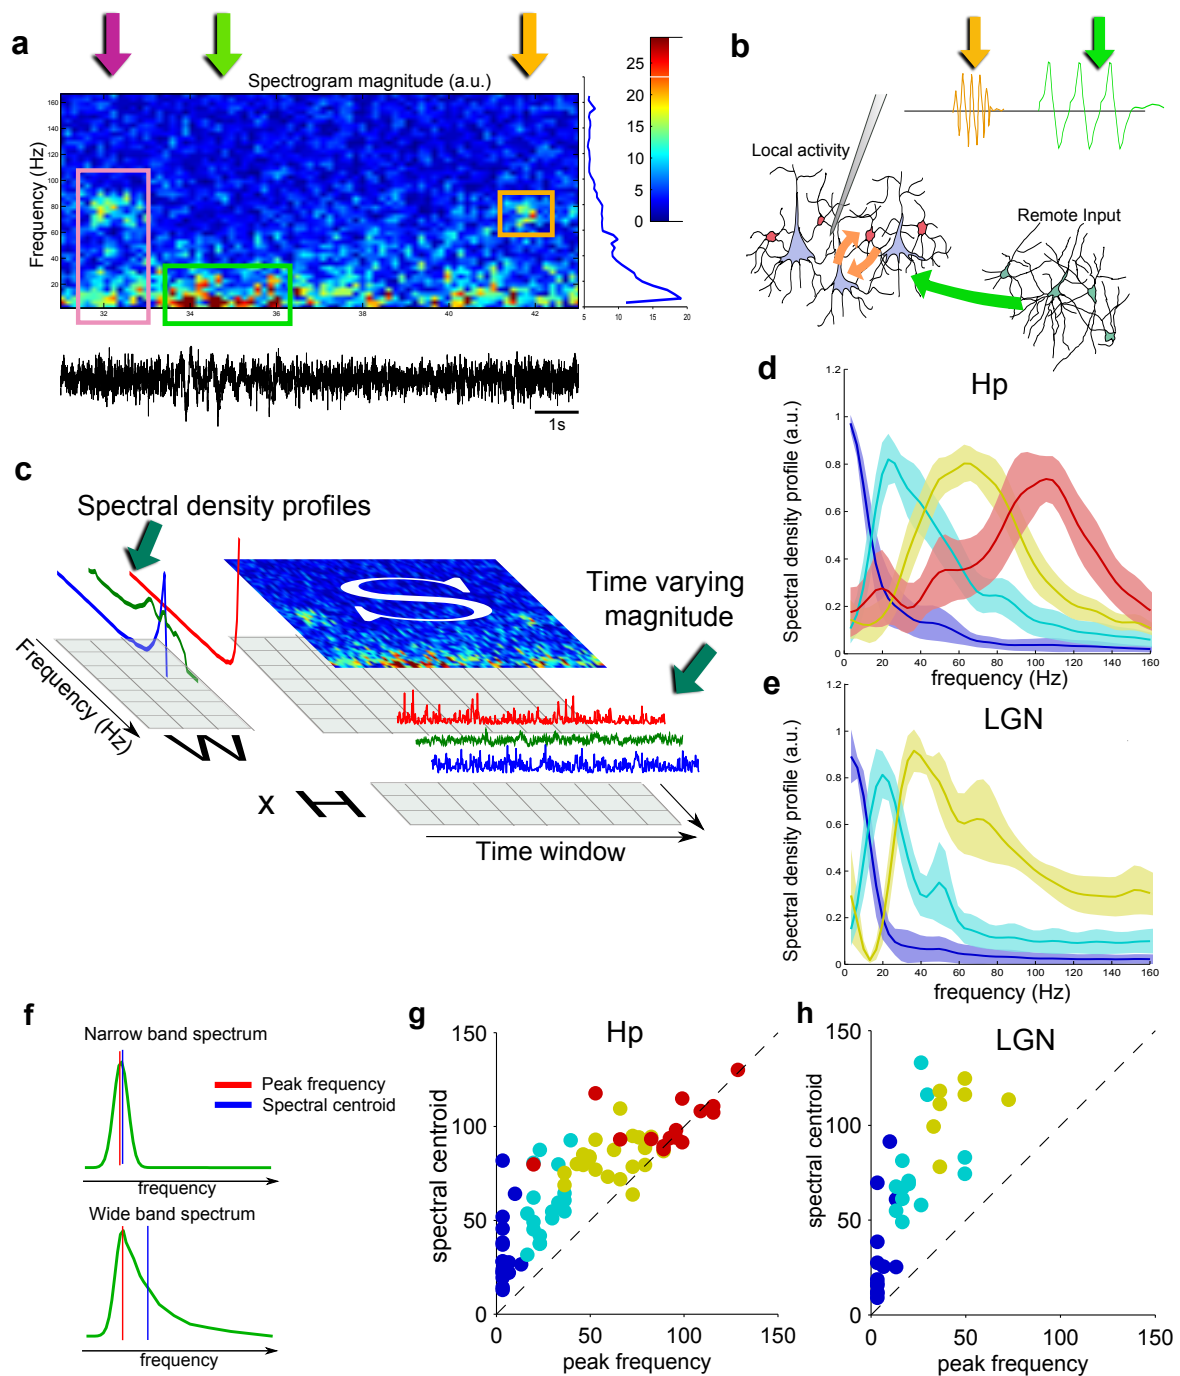 a
Spectrogram magnitude (a.u.)
Frequency (Hz)
160
140
120
100
80
60
40
20
32
34
36
38
40
42
5
10
15
20
25
20
15
10
5
0
1s
b
Local activity
Remote Input
c
Spectral density profiles
S
Time varying
magnitude
Frequency (Hz)
W
x H
Time window
d
Hp
Spectral density profile (a.u.)
1.2
1
0.8
0.6
0.4
0.2
0
0 20 40 60 80 100 120 140 160
frequency (Hz)
e
LGN
Spectral density profile (a.u.)
1.2
1
0.8
0.6
0.4
0.2
0
0 20 40 60 80 100 120 140 160
frequency (Hz)
f
Narrow band spectrum
Peak frequency
Spectral centroid
frequency
Wide band spectrum
frequency
g
Hp
spectral centroid
150
100
50
0
0 50 100 150
peak frequency
h
LGN
spectral centroid
150
100
50
0
0 50 100 150
peak frequency